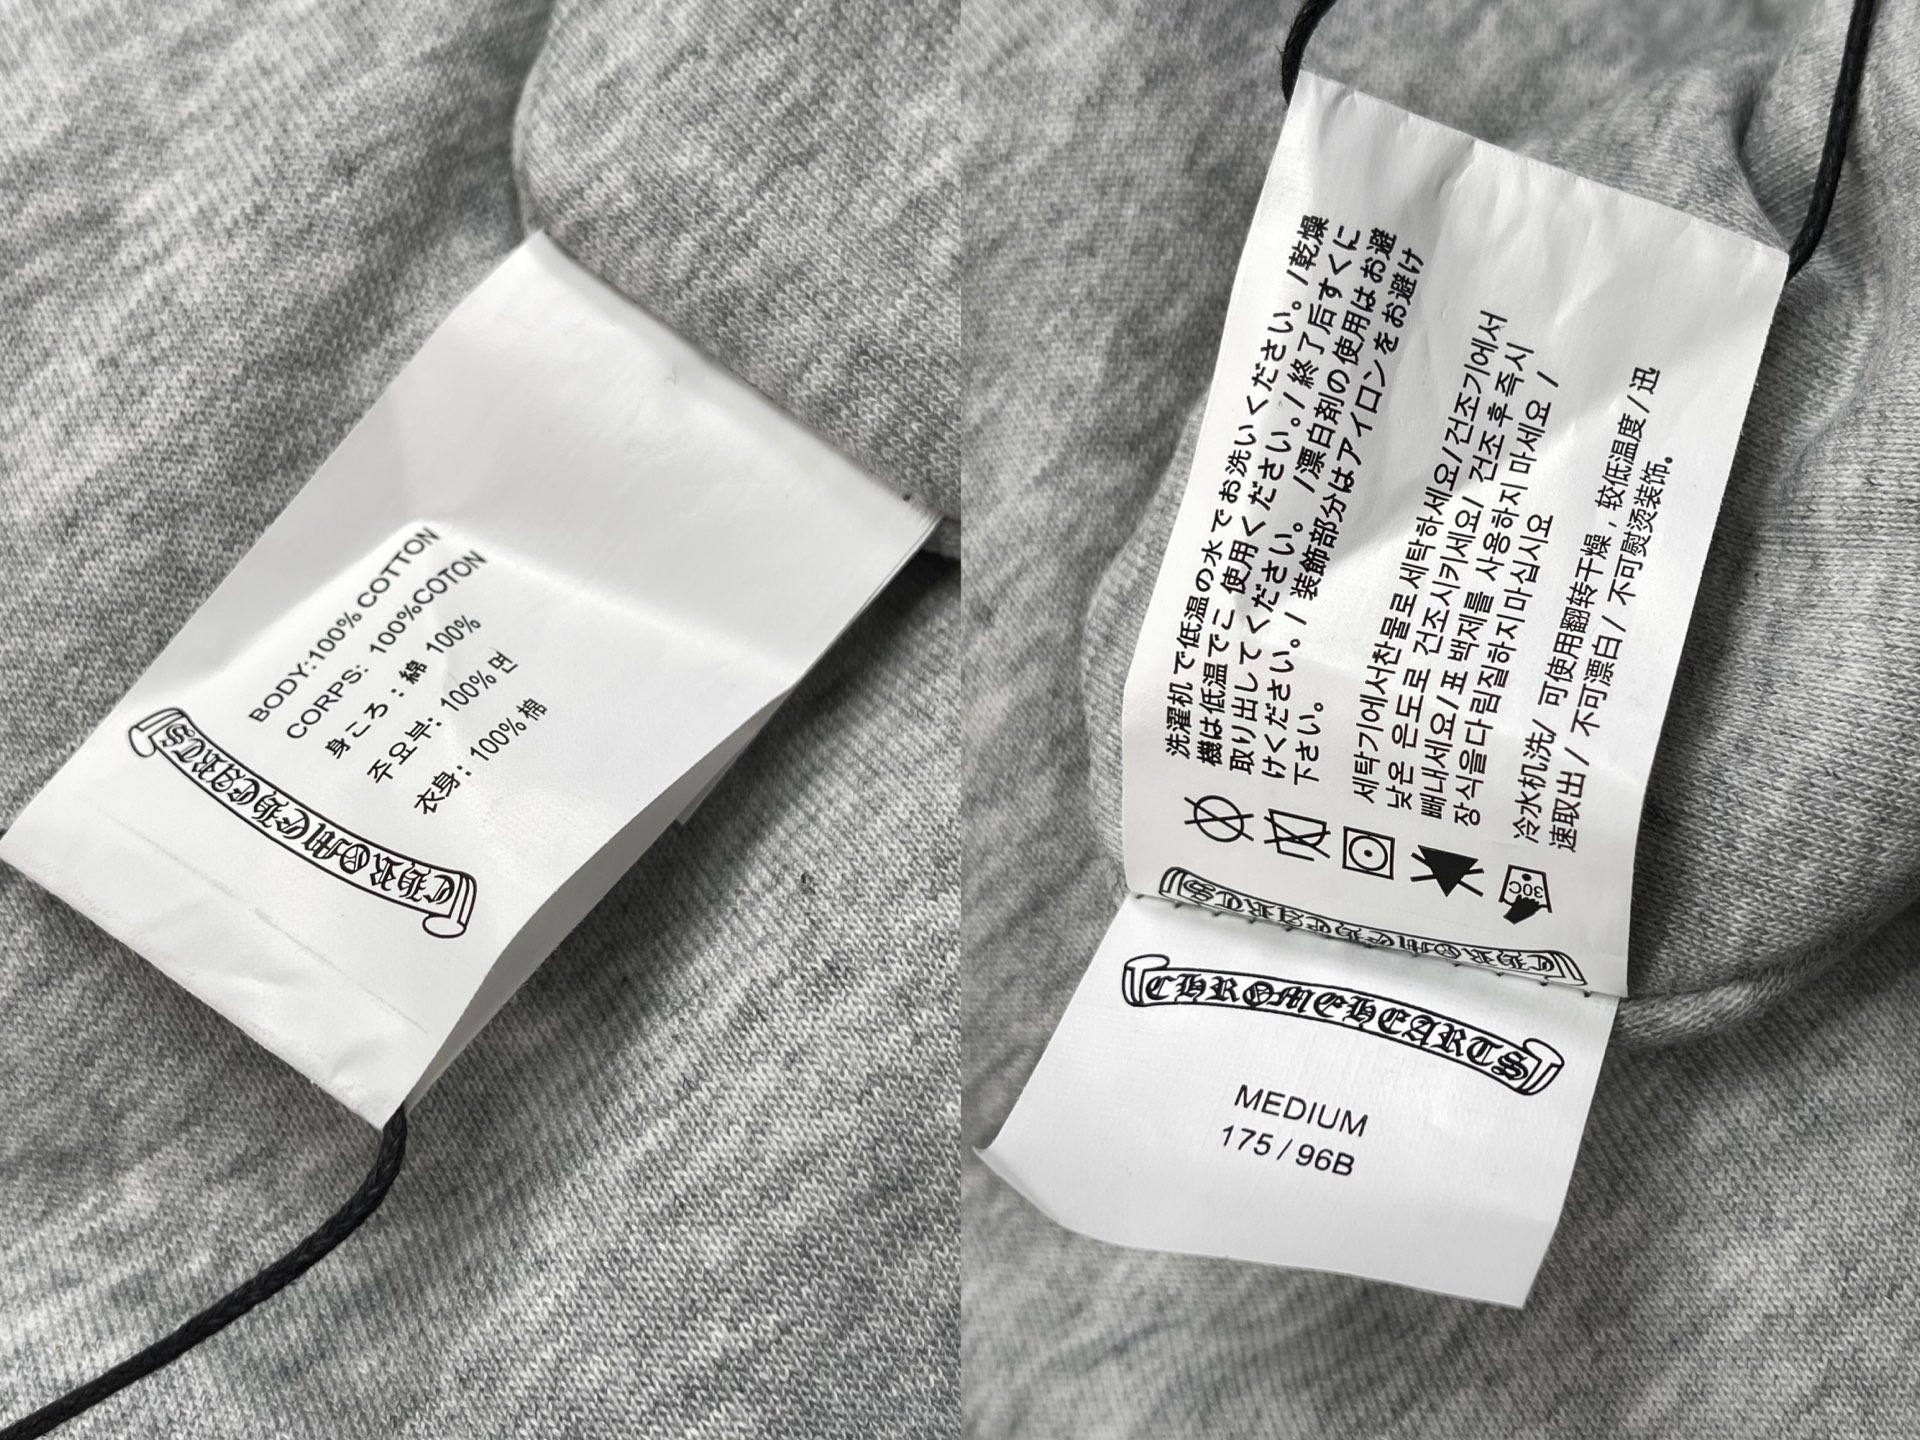 BODY:100% COTTON
CORPS: 100%COTON
身ころ：綿 100%
주요부: 100% 면
衣身：100% 棉
CHROME HEARTS
洗濯机で低温の水でお洗いください。/乾燥
機は低温でご 使用ください。/ 終了后すぐに
取り出してください。 /漂白剤の使用はお避
けください。/ 装飾部分はアイロンをお避け
下さい。
세탁기에서찬물로세탁하세요/건조기에서
낮은 온도로 건조시키세요/ 건조 후 즉시
빼내세요/표 백제를 사용하지 마세요 /
장식을다림질하지마십시요
冷水机洗/ 可使用翻转干燥，较低温度/ 迅
速取出/ 不可漂白/ 不可熨烫装饰。
30C
CHROME HEARTS
CHROME HEARTS
MEDIUM
175 / 96B